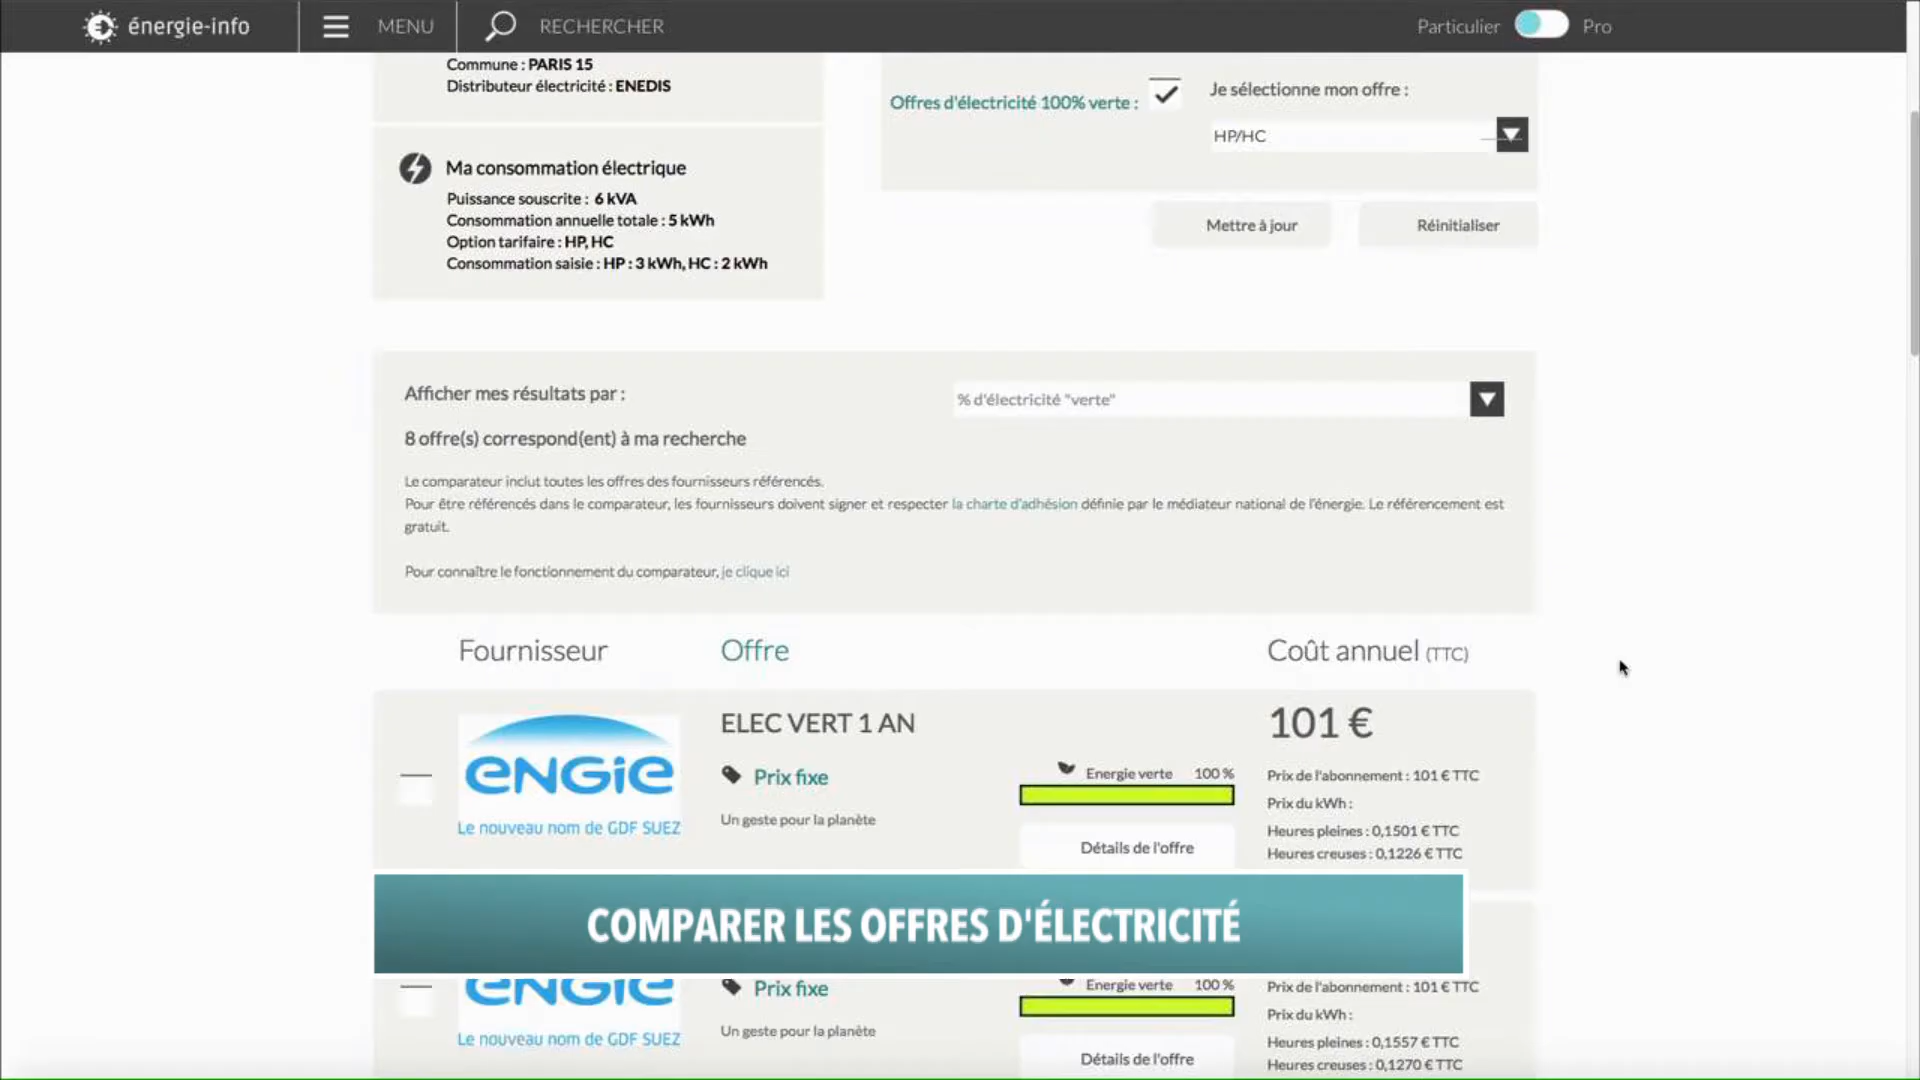 énergie-info
MENU
RECHERCHER
Particulier
Pro
Commune : PARIS 15
Distributeur électricité : ENEDIS
Offres d'électricité 100% verte :
Je sélectionne mon offre :
HP/HC
Ma consommation électrique
Puissance souscrite : 6 kVA
Consommation annuelle totale : 5 kWh
Option tarifaire : HP, HC
Consommation saisie : HP : 3 kWh, HC : 2 kWh
Mettre à jour
Réinitialiser
Afficher mes résultats par :
% d'électricité "verte"
8 offre(s) correspond(ent) à ma recherche
Le comparateur inclut toutes les offres des fournisseurs référencés.
Pour être référencés dans le comparateur, les fournisseurs doivent signer et respecter la charte d'adhésion définie par le médiateur national de l'énergie. Le référencement est
gratuit.
Pour connaître le fonctionnement du comparateur, je clique ici
Fournisseur
Offre
Coût annuel (TTC)
ENGIE
Le nouveau nom de GDF SUEZ
ELEC VERT 1 AN
Prix fixe
Un geste pour la planète
Energie verte 100 %
Détails de l'offre
101 €
Prix de l'abonnement : 101 € TTC
Prix du kWh :
Heures pleines : 0,1501 € TTC
Heures creuses : 0,1226 € TTC
COMPARER LES OFFRES D'ÉLECTRICITÉ
ENGIE
Le nouveau nom de GDF SUEZ
Prix fixe
Un geste pour la planète
Energie verte 100 %
Détails de l'offre
Prix de l'abonnement : 101 € TTC
Prix du kWh :
Heures pleines : 0,1557 € TTC
Heures creuses : 0,1270 € TTC